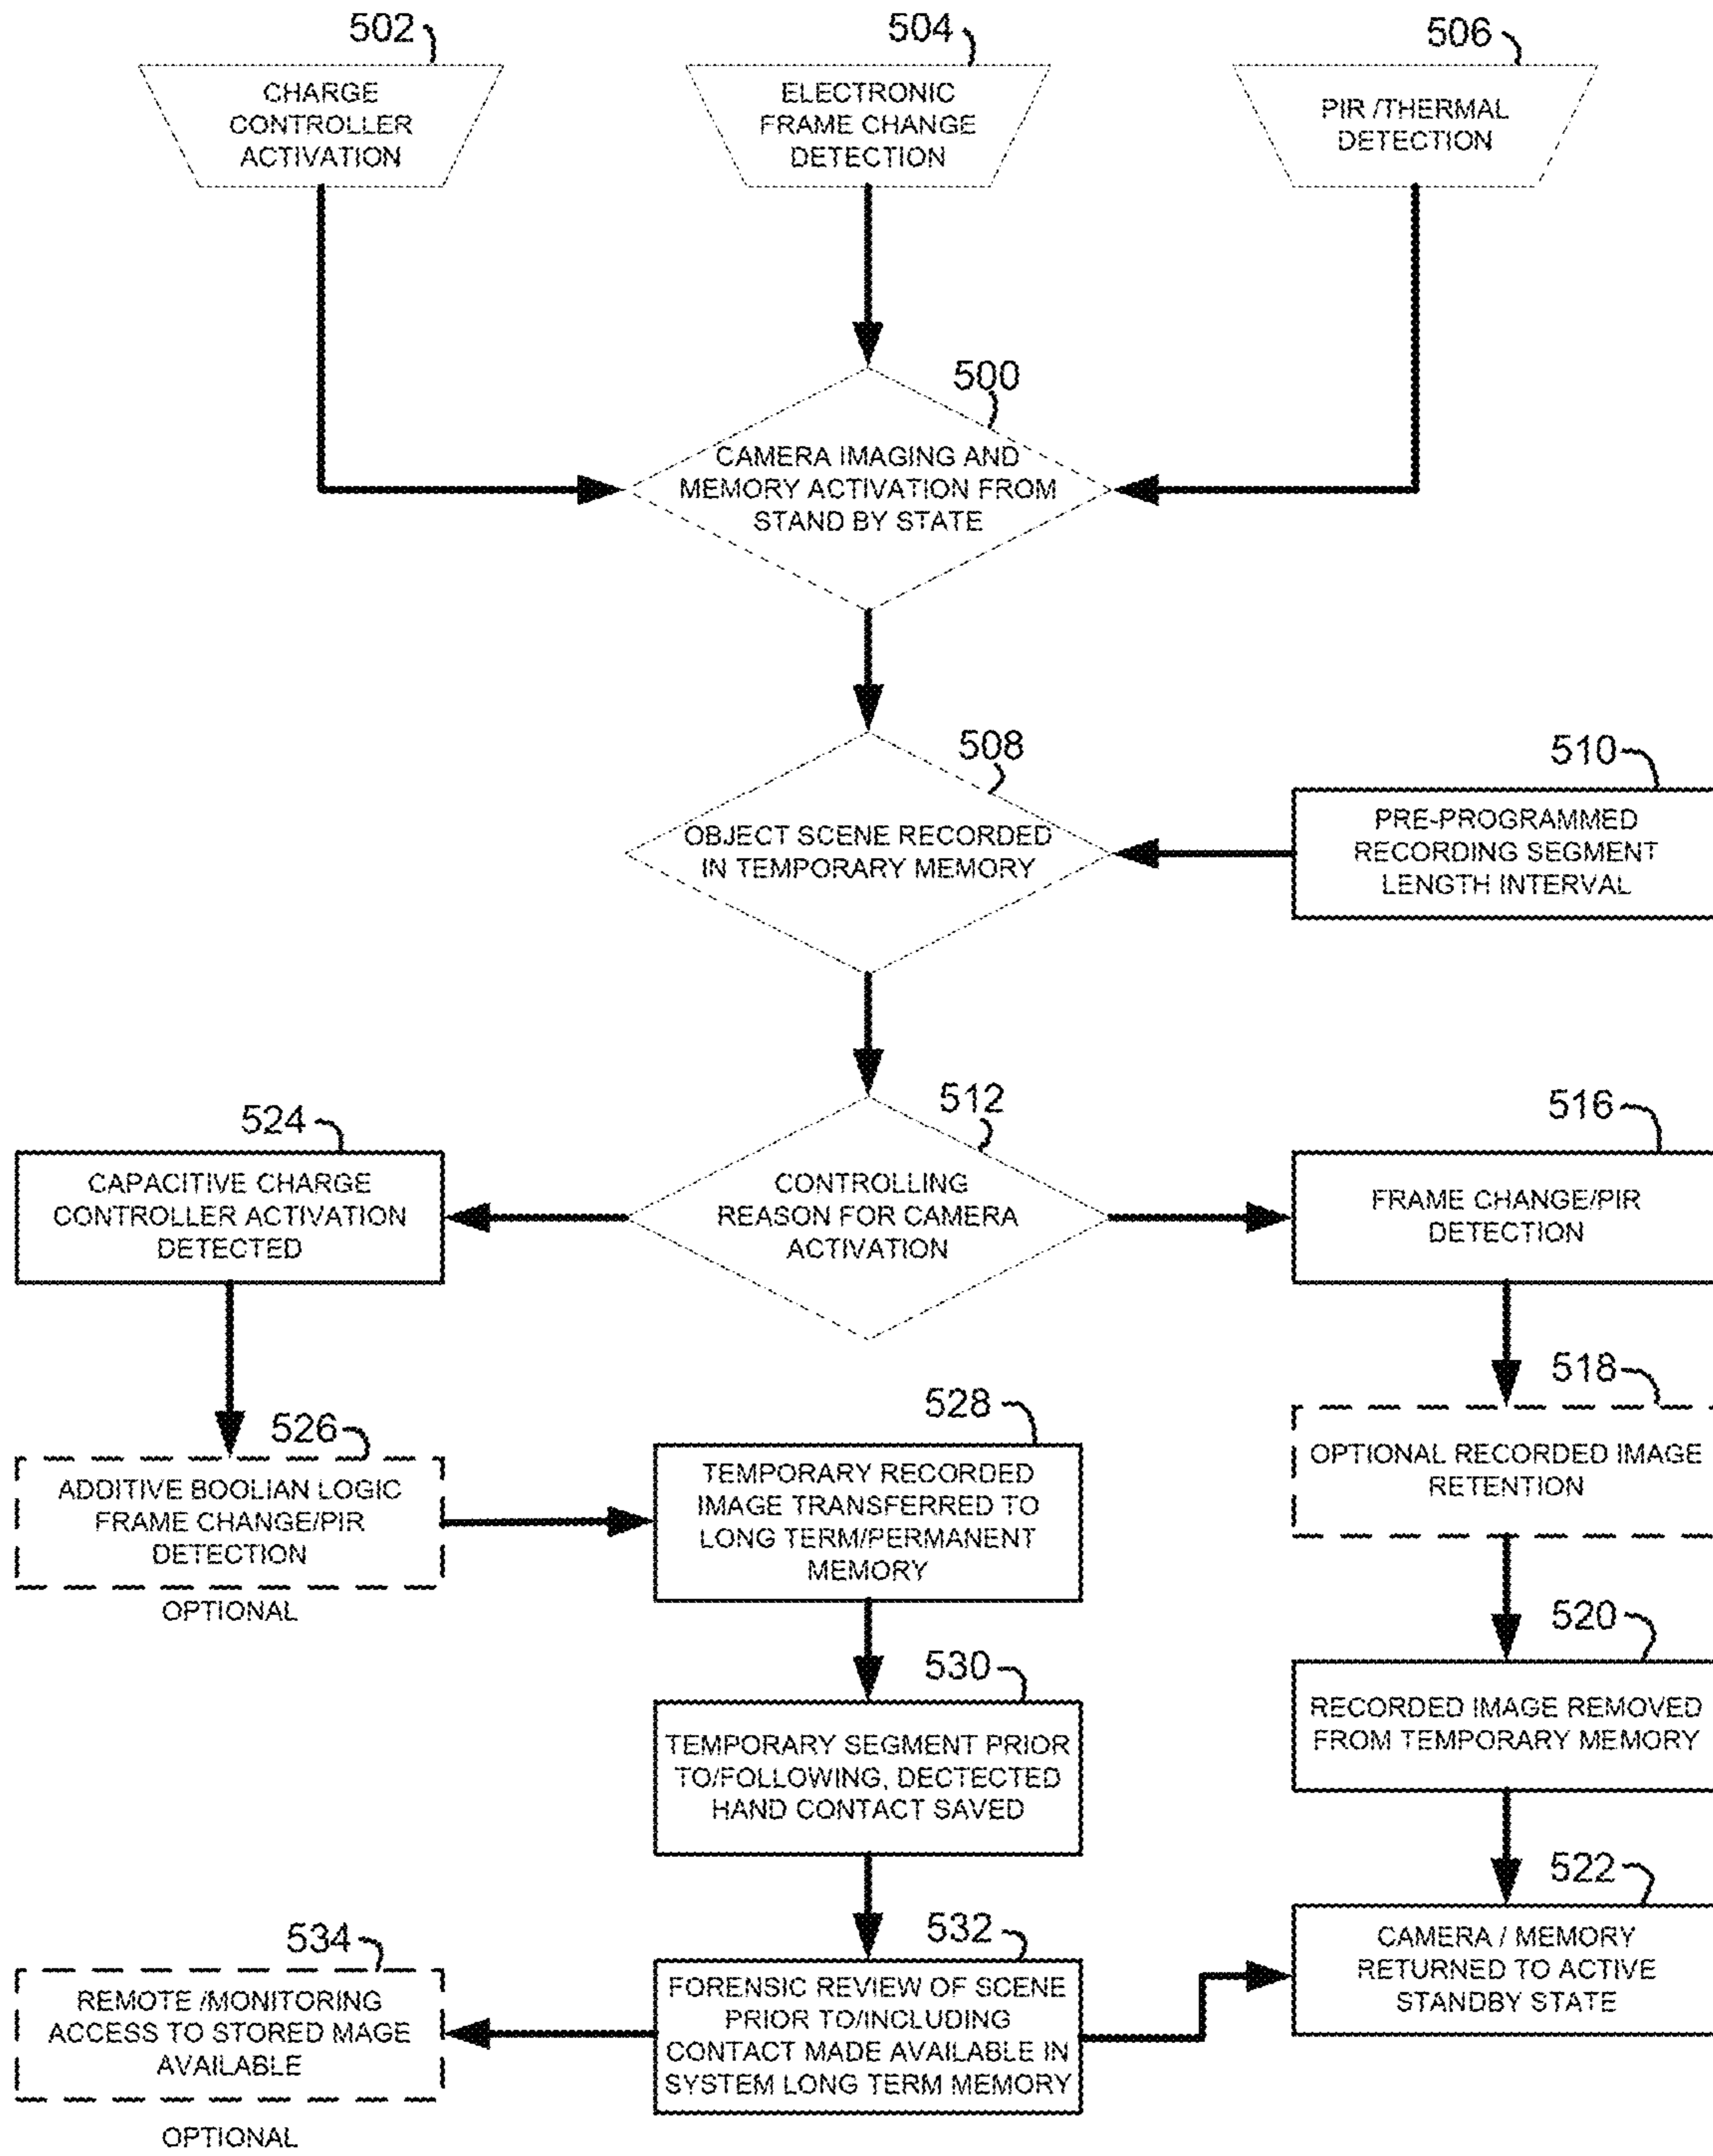 502
CHARGE
CONTROLLER
ACTIVATION
504
ELECTRONIC
FRAME CHANGE
DETECTION
506
PIR /THERMAL
DETECTION
500
CAMERA IMAGING AND
MEMORY ACTIVATION FROM
STAND BY STATE
508
OBJECT SCENE RECORDED
IN TEMPORARY MEMORY
510
PRE-PROGRAMMED
RECORDING SEGMENT
LENGTH INTERVAL
512
CONTROLLING
REASON FOR CAMERA
ACTIVATION
524
CAPACITIVE CHARGE
CONTROLLER ACTIVATION
DETECTED
516
FRAME CHANGE/PIR
DETECTION
526
ADDITIVE BOOLIAN LOGIC
FRAME CHANGE/PIR
DETECTION
OPTIONAL
528
TEMPORARY RECORDED
IMAGE TRANSFERRED TO
LONG TERM/PERMANENT
MEMORY
518
OPTIONAL RECORDED IMAGE
RETENTION
530
TEMPORARY SEGMENT PRIOR
TO/FOLLOWING, DECTECTED
HAND CONTACT SAVED
520
RECORDED IMAGE REMOVED
FROM TEMPORARY MEMORY
534
REMOTE /MONITORING
ACCESS TO STORED MAGE
AVAILABLE
OPTIONAL
532
FORENSIC REVIEW OF SCENE
PRIOR TO/INCLUDING
CONTACT MADE AVAILABLE IN
SYSTEM LONG TERM MEMORY
522
CAMERA / MEMORY
RETURNED TO ACTIVE
STANDBY STATE